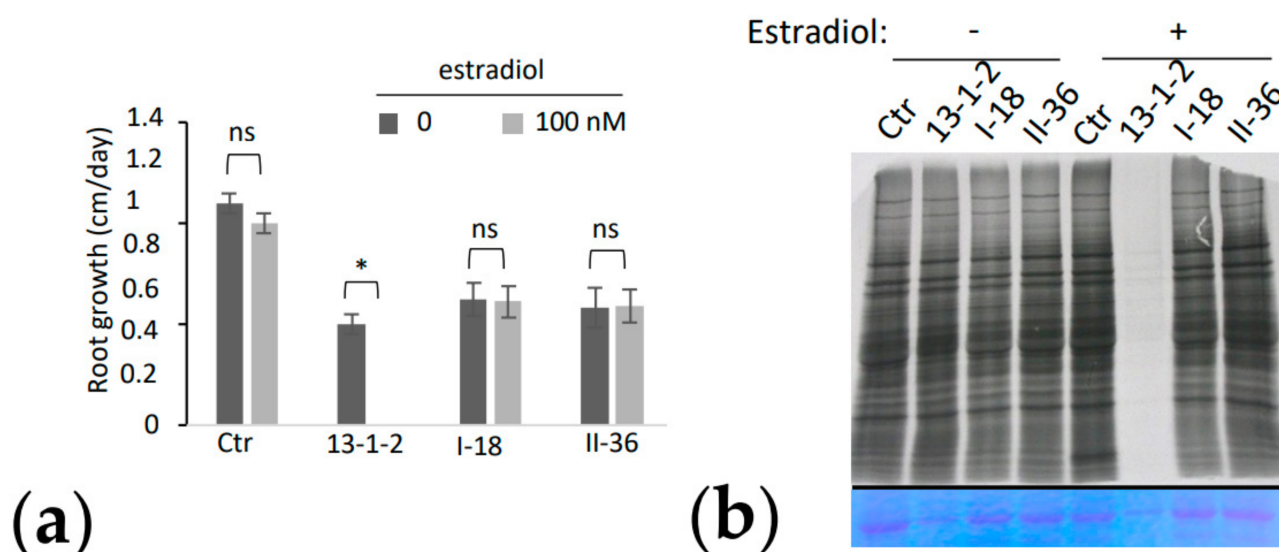 estradiol
0 100 nM
Root growth (cm/day)
1.4
1.2
1
0.8
0.6
0.4
0.2
0
ns
*
ns
ns
Ctr 13-1-2 I-18 II-36
(a)
Estradiol: - +
Ctr 13-1-2 I-18 II-36 Ctr 13-1-2 I-18 II-36
(b)